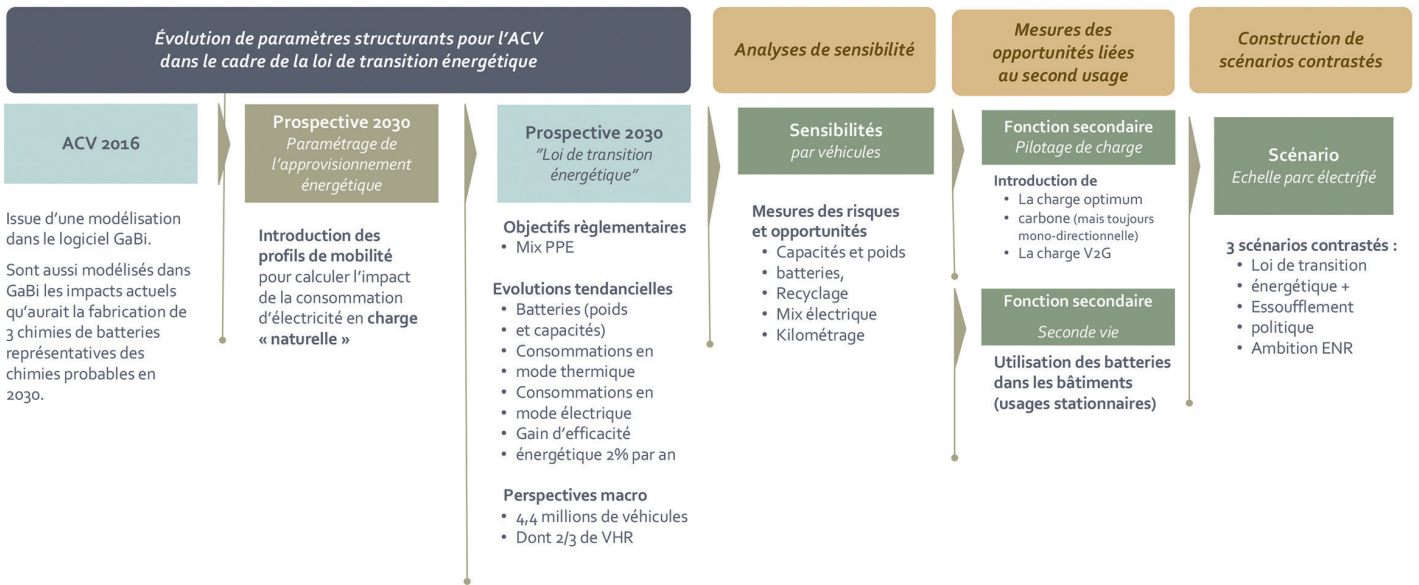 Évolution de paramètres structurants pour l'ACV
dans le cadre de la loi de transition énergétique
Analyses de sensibilité
Mesures des
opportunités liées
au second usage
Construction de
scénarios contrastés
ACV 2016
Issue d'une modélisation
dans le logiciel GaBi.
Sont aussi modélisés dans
GaBi les impacts actuels
qu'aurait la fabrication de
3 chimies de batteries
représentatives des
chimies probables en
2030.
Prospective 2030
Paramétrage de
l'approvisionnement
énergétique
Introduction des
profils de mobilité
pour calculer l'impact
de la consommation
d'électricité en charge
« naturelle »
Prospective 2030
"Loi de transition
énergétique"
Objectifs règlementaires
• Mix PPE
Evolutions tendancielles
• Batteries (poids
• et capacités)
• Consommations en
• mode thermique
• Consommations en
• mode électrique
• Gain d'efficacité
• énergétique 2% par an
Perspectives macro
• 4,4 millions de véhicules
• Dont 2/3 de VHR
Sensibilités
par véhicules
Mesures des risques
et opportunités
• Capacités et poids
• batteries,
• Recyclage
• Mix électrique
• Kilométrage
Fonction secondaire
Pilotage de charge
Introduction de
• La charge optimum
• carbone (mais toujours
mono-directionnelle)
• La charge V2G
Fonction secondaire
Seconde vie
Utilisation des batteries
dans les bâtiments
(usages stationnaires)
Scénario
Echelle parc électrifié
3 scénarios contrastés :
• Loi de transition
• énergétique +
• Essoufflement
• politique
• Ambition ENR